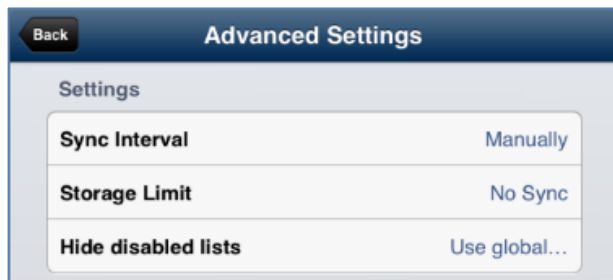 Back
Advanced Settings
Settings
Sync Interval Manually
Storage Limit No Sync
Hide disabled lists Use global...